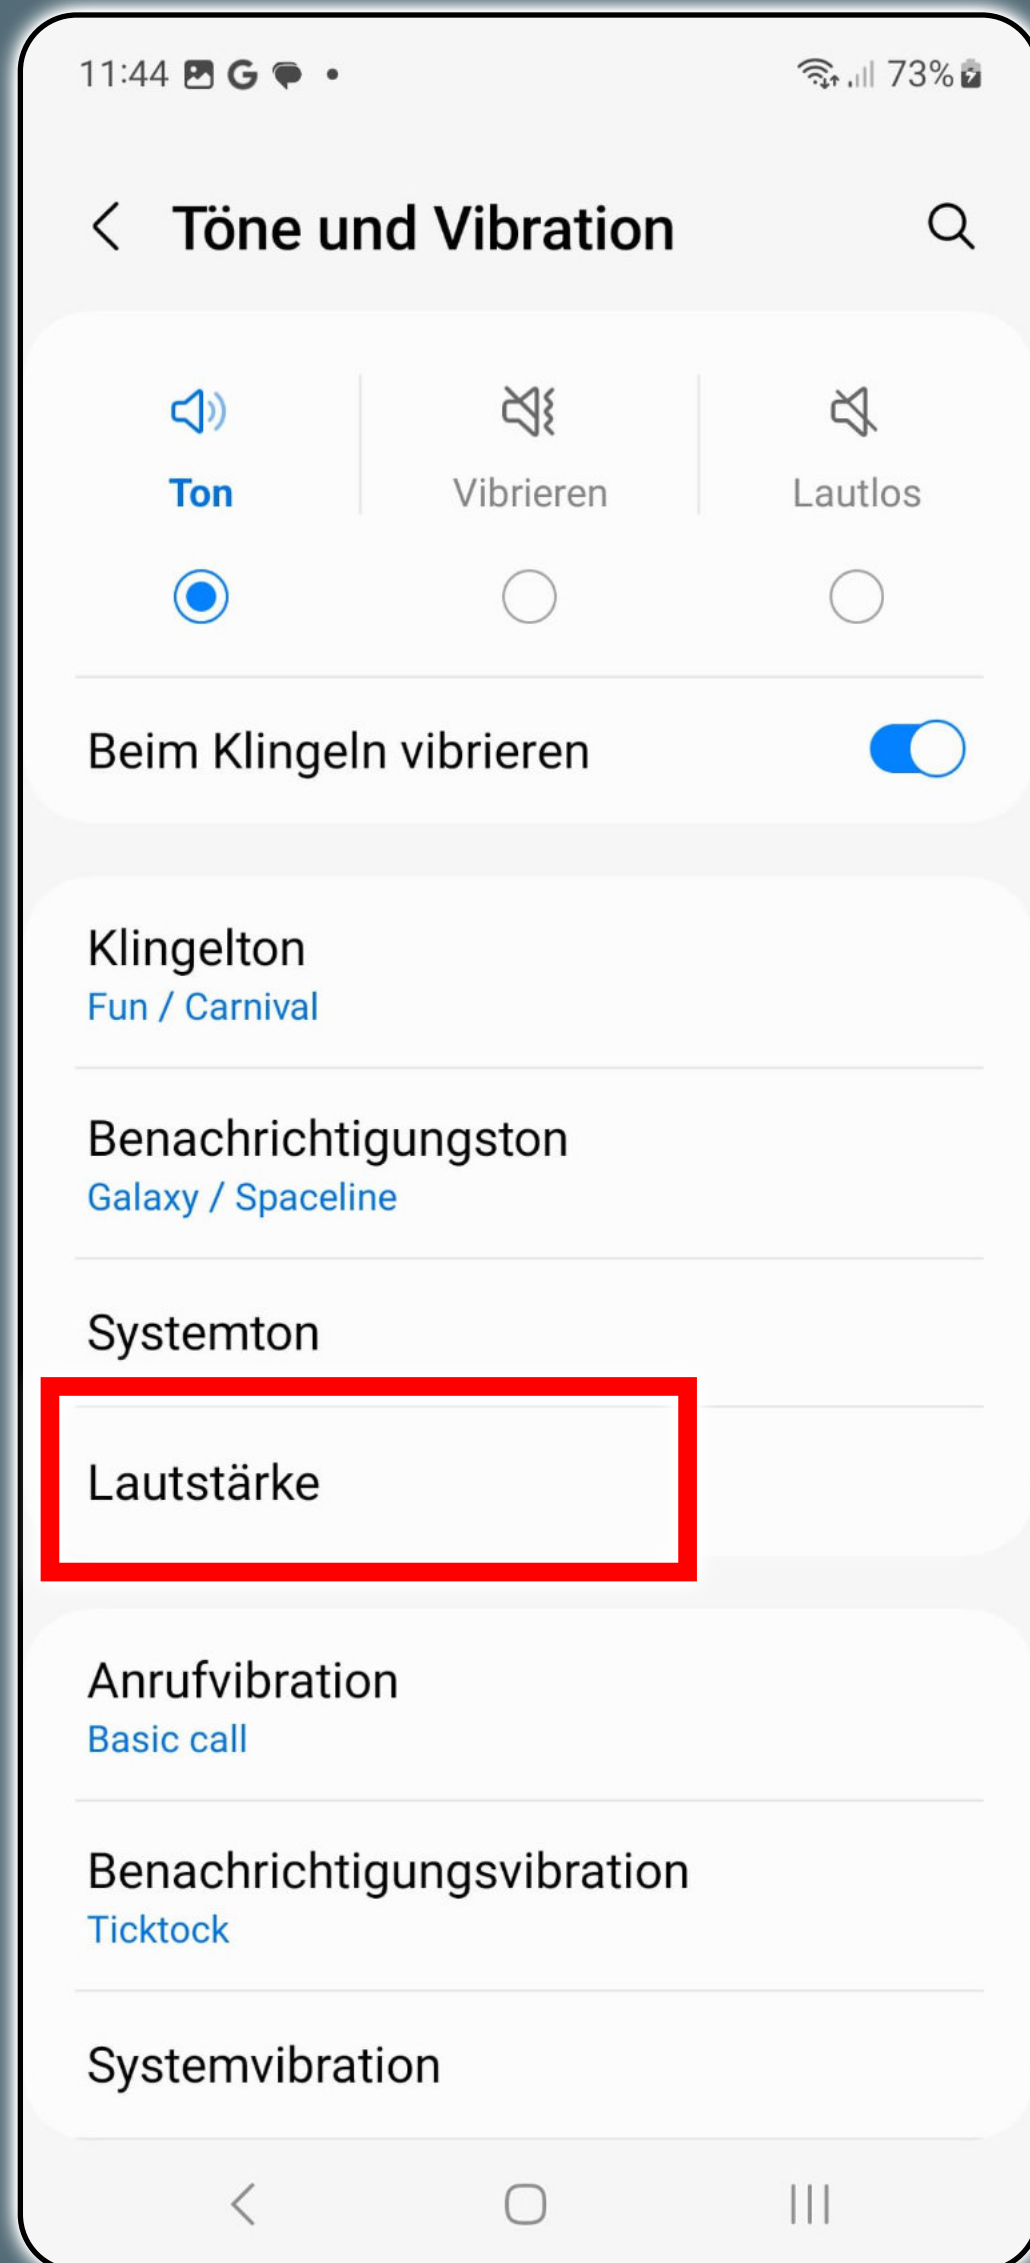 11:44 G 73%
Töne und Vibration
Ton Vibrieren Lautlos
Beim Klingeln vibrieren
Klingelton
Fun / Carnival
Benachrichtigungston
Galaxy / Spaceline
Systemton
Lautstärke
Anrufvibration
Basic call
Benachrichtigungsvibration
Ticktock
Systemvibration